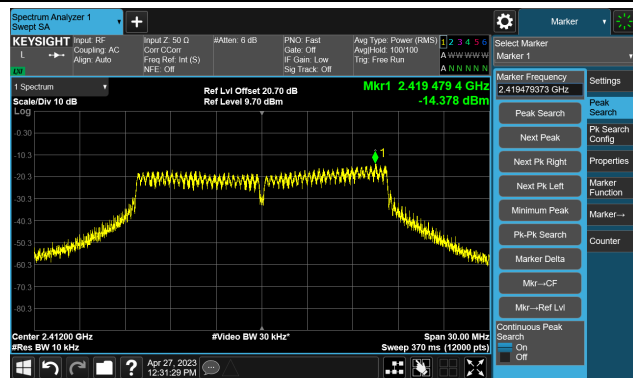 Spectrum Analyzer 1
Swept SA
Marker
KEYSIGHT
L
LXI
Input: RF
Coupling: AC
Align: Auto
Input Z: 50 Ω
Corr CCorr
Freq Ref: Int (S)
NFE: Off
#Atten: 6 dB
PNO: Fast
Gate: Off
IF Gain: Low
Sig Track: Off
Avg Type: Power (RMS)
Avg|Hold: 100/100
Trig: Free Run
1 2 3 4 5 6
A W W W W W
A N N N N N
Select Marker
Marker 1
1 Spectrum
Scale/Div 10 dB
Log
Ref Lvl Offset 20.70 dB
Ref Level 9.70 dBm
Mkr1 2.419 479 4 GHz
-14.378 dBm
1
-0.30
-10.3
-20.3
-30.3
-40.3
-50.3
-60.3
-70.3
-80.3
Center 2.41200 GHz
#Res BW 10 kHz
#Video BW 30 kHz*
Span 30.00 MHz
Sweep 370 ms (12000 pts)
Marker Frequency
2.419479373 GHz
Peak Search
Next Peak
Next Pk Right
Next Pk Left
Minimum Peak
Pk-Pk Search
Marker Delta
Mkr→CF
Mkr→Ref Lvl
Continuous Peak
Search
On
Off
Settings
Peak
Search
Pk Search
Config
Properties
Marker
Function
Marker→
Counter
?
Apr 27, 2023
12:31:29 PM